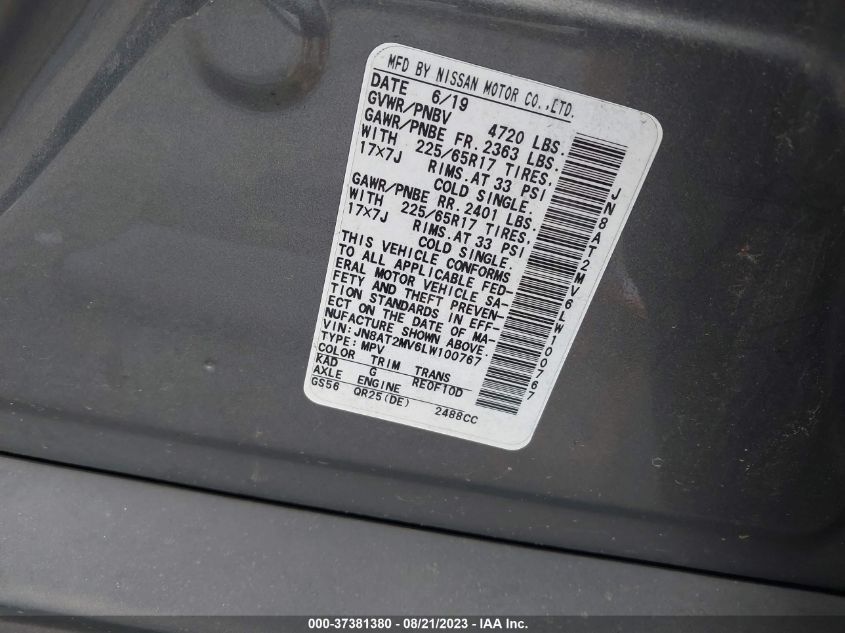 MFD BY NISSAN MOTOR CO.,LTD.
DATE 6/19
GVWR/PNBV 4720 LBS.
GAWR/PNBE FR. 2363 LBS.
WITH 225/65R17 TIRES.
17X7J RIMS.AT 33 PSI
COLD SINGLE.
GAWR/PNBE RR. 2401 LBS.
WITH 225/65R17 TIRES.
17X7J RIMS.AT 33 PSI
COLD SINGLE.
THIS VEHICLE CONFORMS
TO ALL APPLICABLE FED-
ERAL MOTOR VEHICLE SA-
FETY AND THEFT PREVEN-
TION STANDARDS IN EFF-
ECT ON THE DATE OF MA-
NUFACTURE SHOWN ABOVE.
VIN:JN8AT2MV6LW100767
TYPE: MPV
COLOR TRIM TRANS
KAD G RE0F10D
AXLE ENGINE
GS56 QR25(DE) 2488CC
JN8AT2MV6LW100767
000-37381380 - 08/21/2023 - IAA Inc.